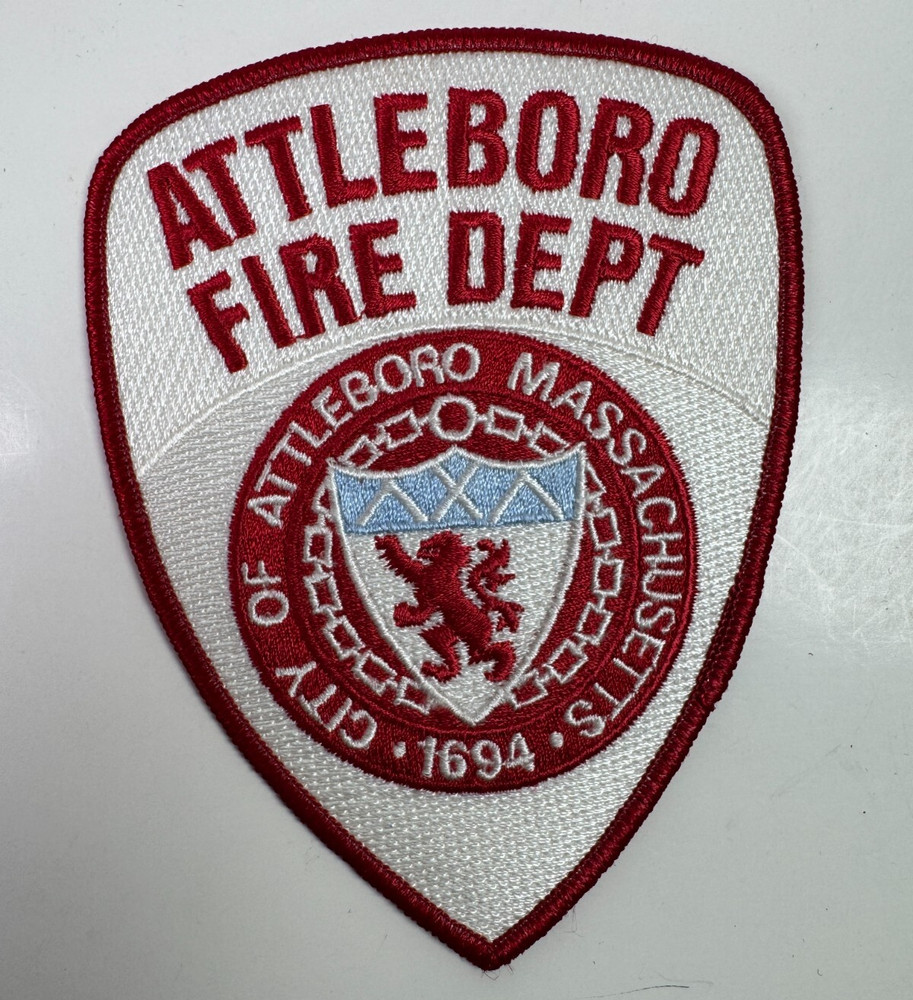 ATTLEBORO
FIRE DEPT
CITY OF ATTLEBORO MASSACHUSETTS
· 1694 ·